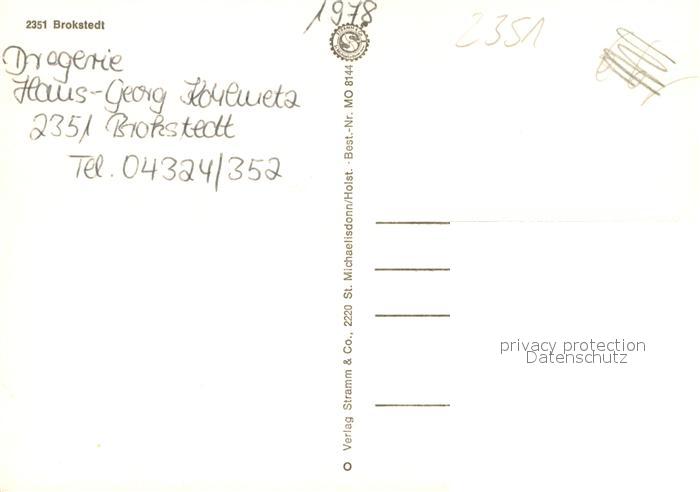 2351 Brokstedt
Drogerie
Hans-Georg
2351 Brokstedt
Tel. 04324/352
1978
Verlag Stramm & Co., 2220 St. Michaelisdonn/Holst. · Best.-Nr. MO 8144
2351
privacy protection
Datenschutz